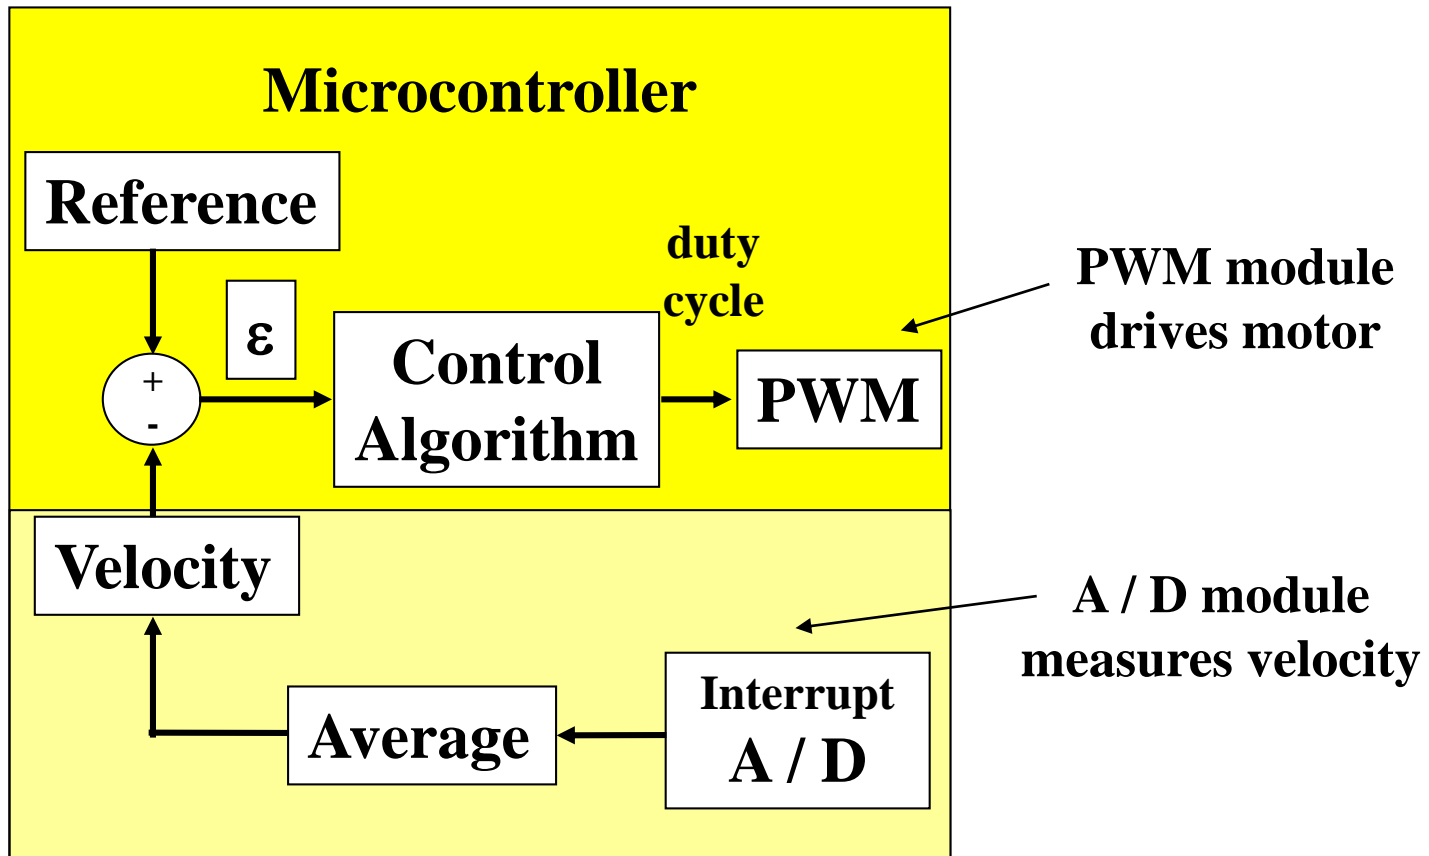 Microcontroller
Reference
duty
cycle
PWM module
drives motor
ε
+
-
Control
Algorithm
PWM
Velocity
A / D module
measures velocity
Interrupt
A / D
Average